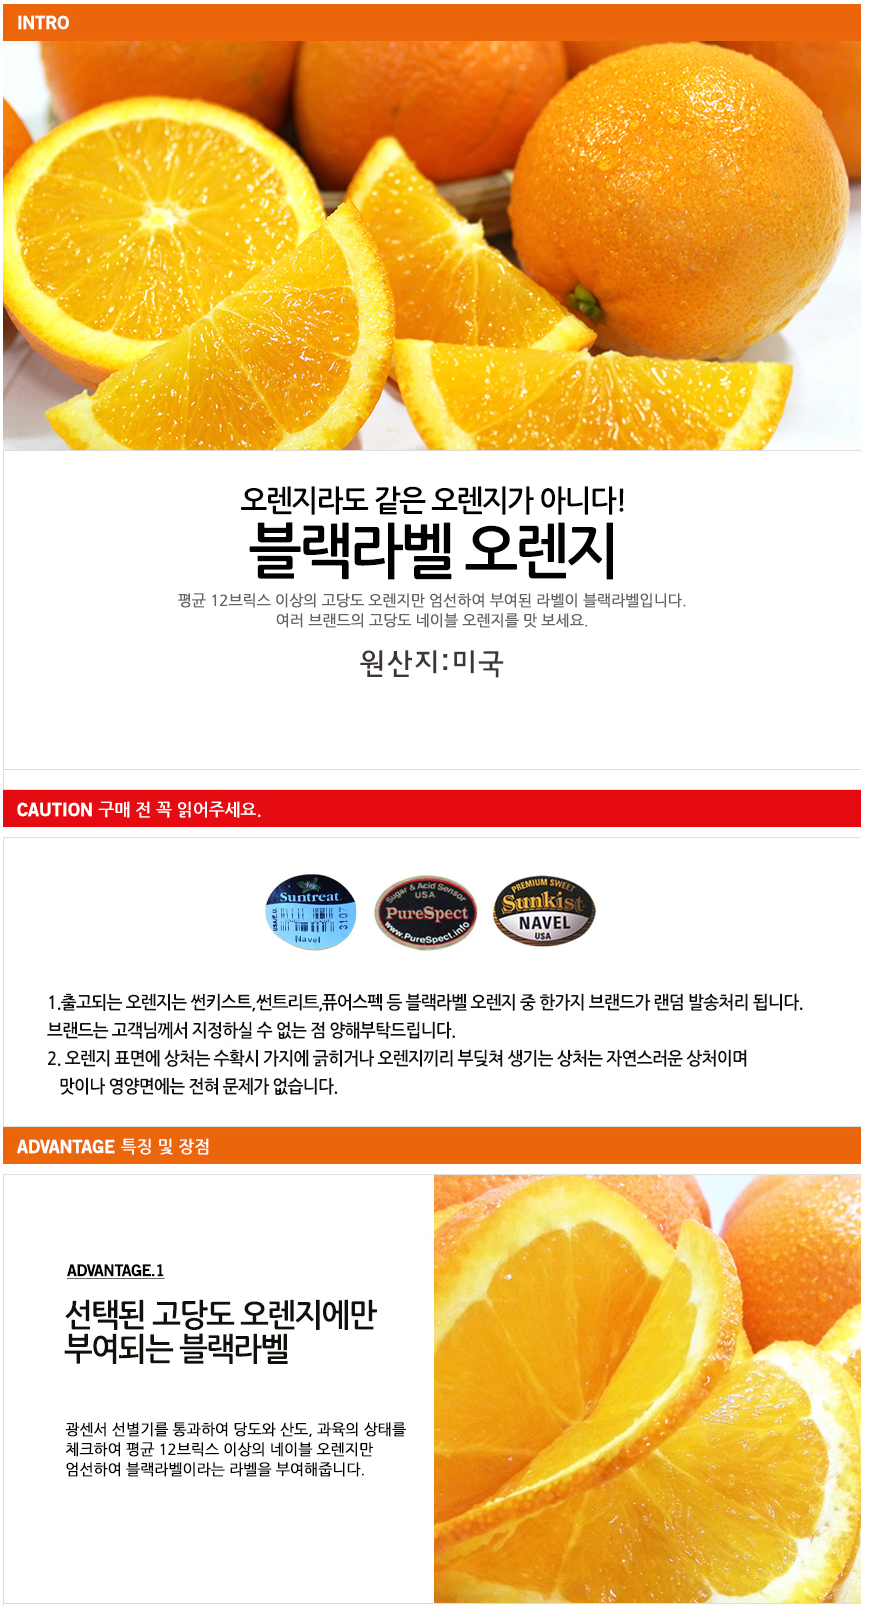 INTRO
오렌지라도 같은 오렌지가 아니다!
블랙라벨 오렌지
평균 12브릭스 이상의 고당도 오렌지만 엄선하여 부여된 라벨이 블랙라벨입니다.
여러 브랜드의 고당도 네이블 오렌지를 맛 보세요.
원산지:미국
CAUTION 구매 전 꼭 읽어주세요.
Suntreat
3107
Navel
Sugar & Acid Sensor
USA
PureSpect
www.PureSpect.info
PREMIUM SWEET
Sunkist
NAVEL
USA
1.출고되는 오렌지는 썬키스트,썬트리트,퓨어스펙 등 블랙라벨 오렌지 중 한가지 브랜드가 랜덤 발송처리 됩니다.
브랜드는 고객님께서 지정하실 수 없는 점 양해부탁드립니다.
2. 오렌지 표면에 상처는 수확시 가지에 긁히거나 오렌지끼리 부딪쳐 생기는 상처는 자연스러운 상처이며
맛이나 영양면에는 전혀 문제가 없습니다.
ADVANTAGE 특징 및 장점
ADVANTAGE.1
선택된 고당도 오렌지에만
부여되는 블랙라벨
광센서 선별기를 통과하여 당도와 산도, 과육의 상태를
체크하여 평균 12브릭스 이상의 네이블 오렌지만
엄선하여 블랙라벨이라는 라벨을 부여해줍니다.